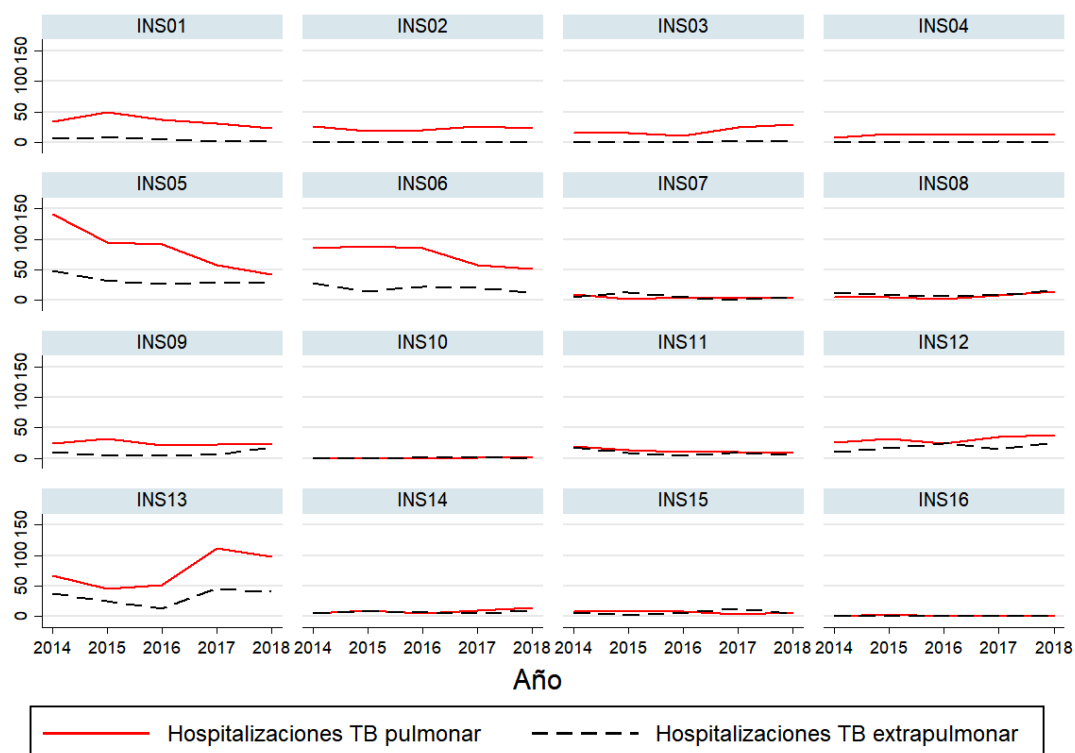 INS01 INS02 INS03 INS04
150
100
50
0
INS05 INS06 INS07 INS08
150
100
50
0
INS09 INS10 INS11 INS12
150
100
50
0
INS13 INS14 INS15 INS16
150
100
50
0
2014 2015 2016 2017 2018 2014 2015 2016 2017 2018 2014 2015 2016 2017 2018 2014 2015 2016 2017 2018
Año
Hospitalizaciones TB pulmonar Hospitalizaciones TB extrapulmonar